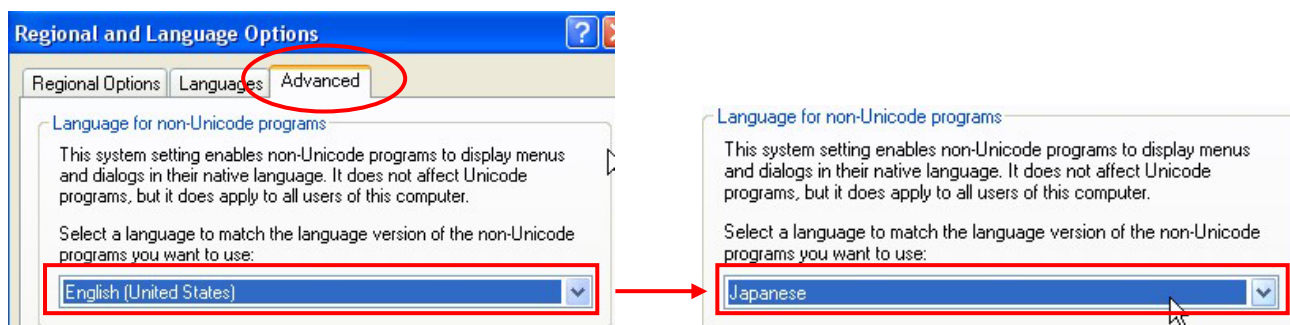 Regional and Language Options
Regional Options Languages Advanced
Language for non-Unicode programs
This system setting enables non-Unicode programs to display menus
and dialogs in their native language. It does not affect Unicode
programs, but it does apply to all users of this computer.
Select a language to match the language version of the non-Unicode
programs you want to use:
English (United States)
Language for non-Unicode programs
This system setting enables non-Unicode programs to display menus
and dialogs in their native language. It does not affect Unicode
programs, but it does apply to all users of this computer.
Select a language to match the language version of the non-Unicode
programs you want to use:
Japanese